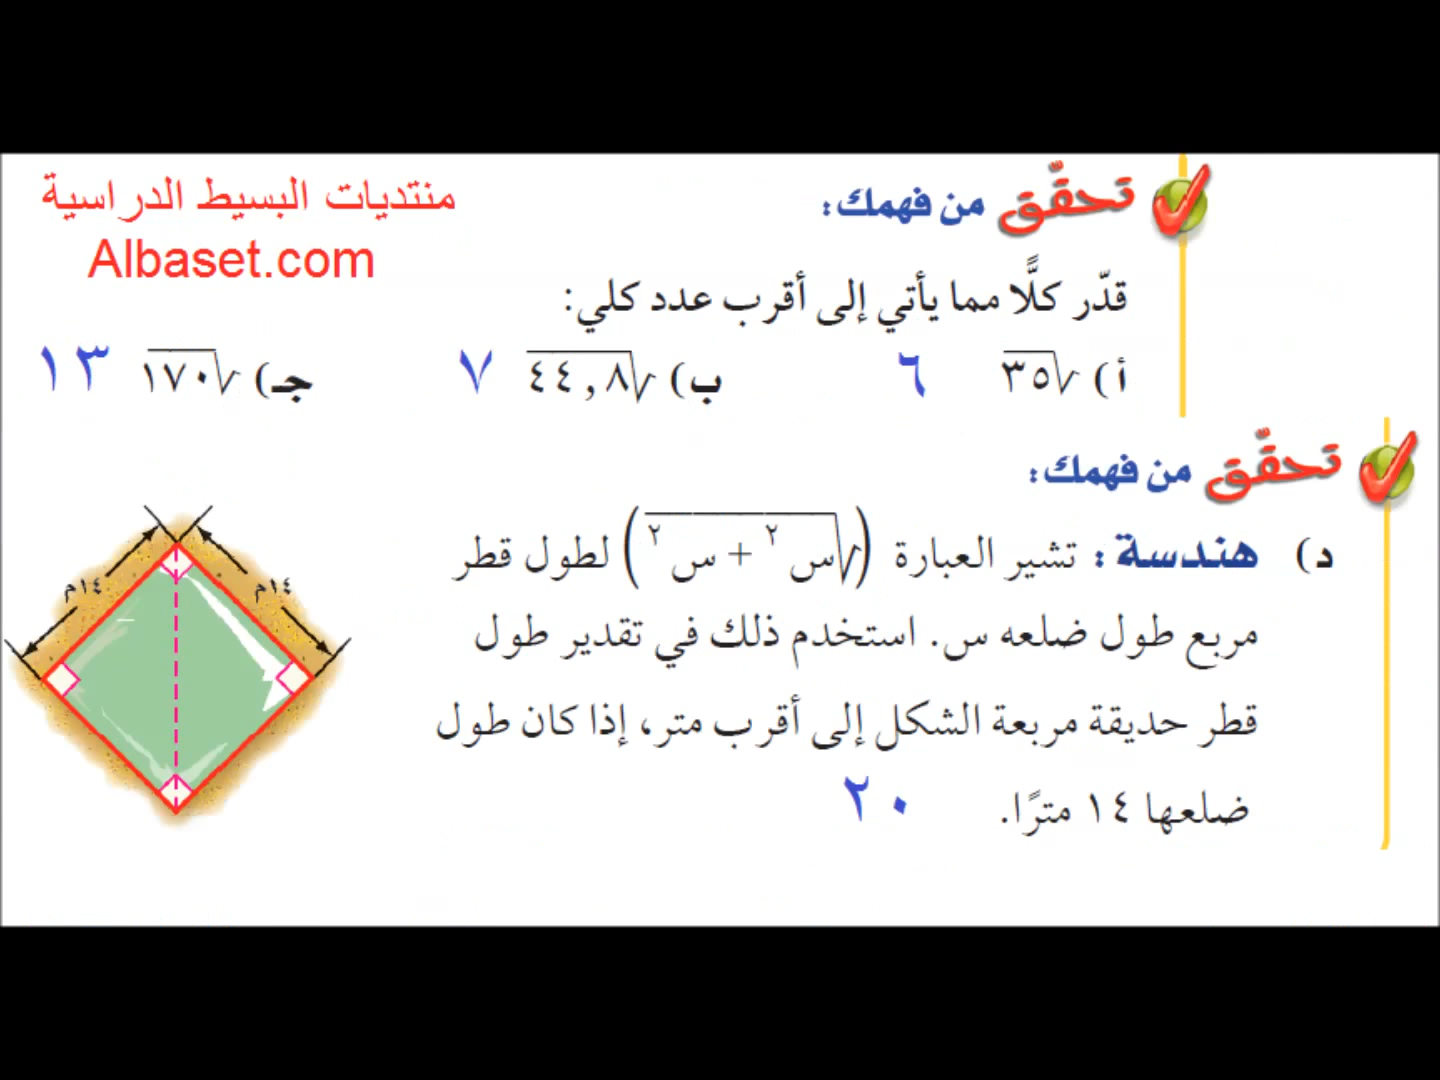 منتديات البسيط الدراسية
Albaset.com
تحقّق من فهمك:
قدّر كلًّا مما يأتي إلى أقرب عدد كلي:
أ) √٣٥ ٦ ب) √٤٤,٨ ٧ جـ) √١٧٠ ١٣
تحقّق من فهمك:
د) هندسة: تشير العبارة (√س٢ + س٢) لطول قطر
مربع طول ضلعه س. استخدم ذلك في تقدير طول
قطر حديقة مربعة الشكل إلى أقرب متر، إذا كان طول
ضلعها ١٤ مترًا. ٢٠
١٤م
١٤م